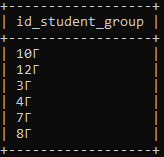 +------------------+
| id_student_group |
+------------------+
| 10Г
| 12Г
| 3Г
| 4Г
| 7Г
| 8Г
+------------------+